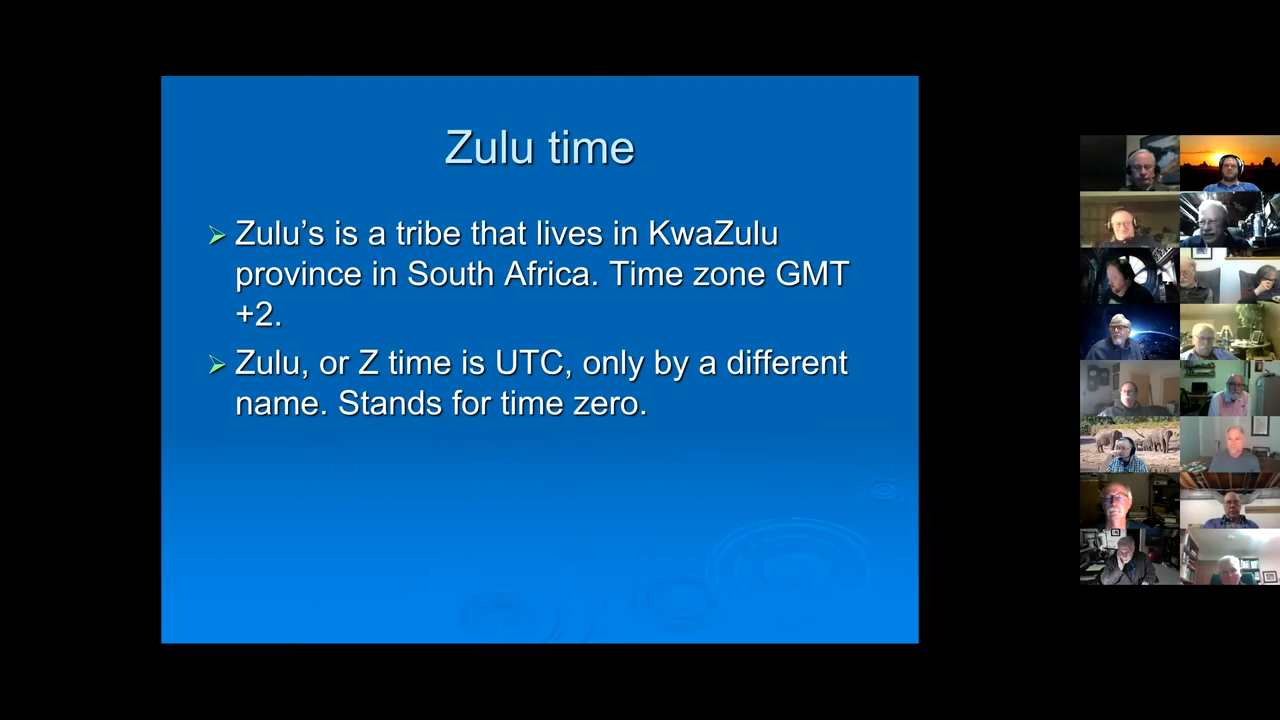 Zulu time
Zulu’s is a tribe that lives in KwaZulu
province in South Africa. Time zone GMT
+2.
Zulu, or Z time is UTC, only by a different
name. Stands for time zero.